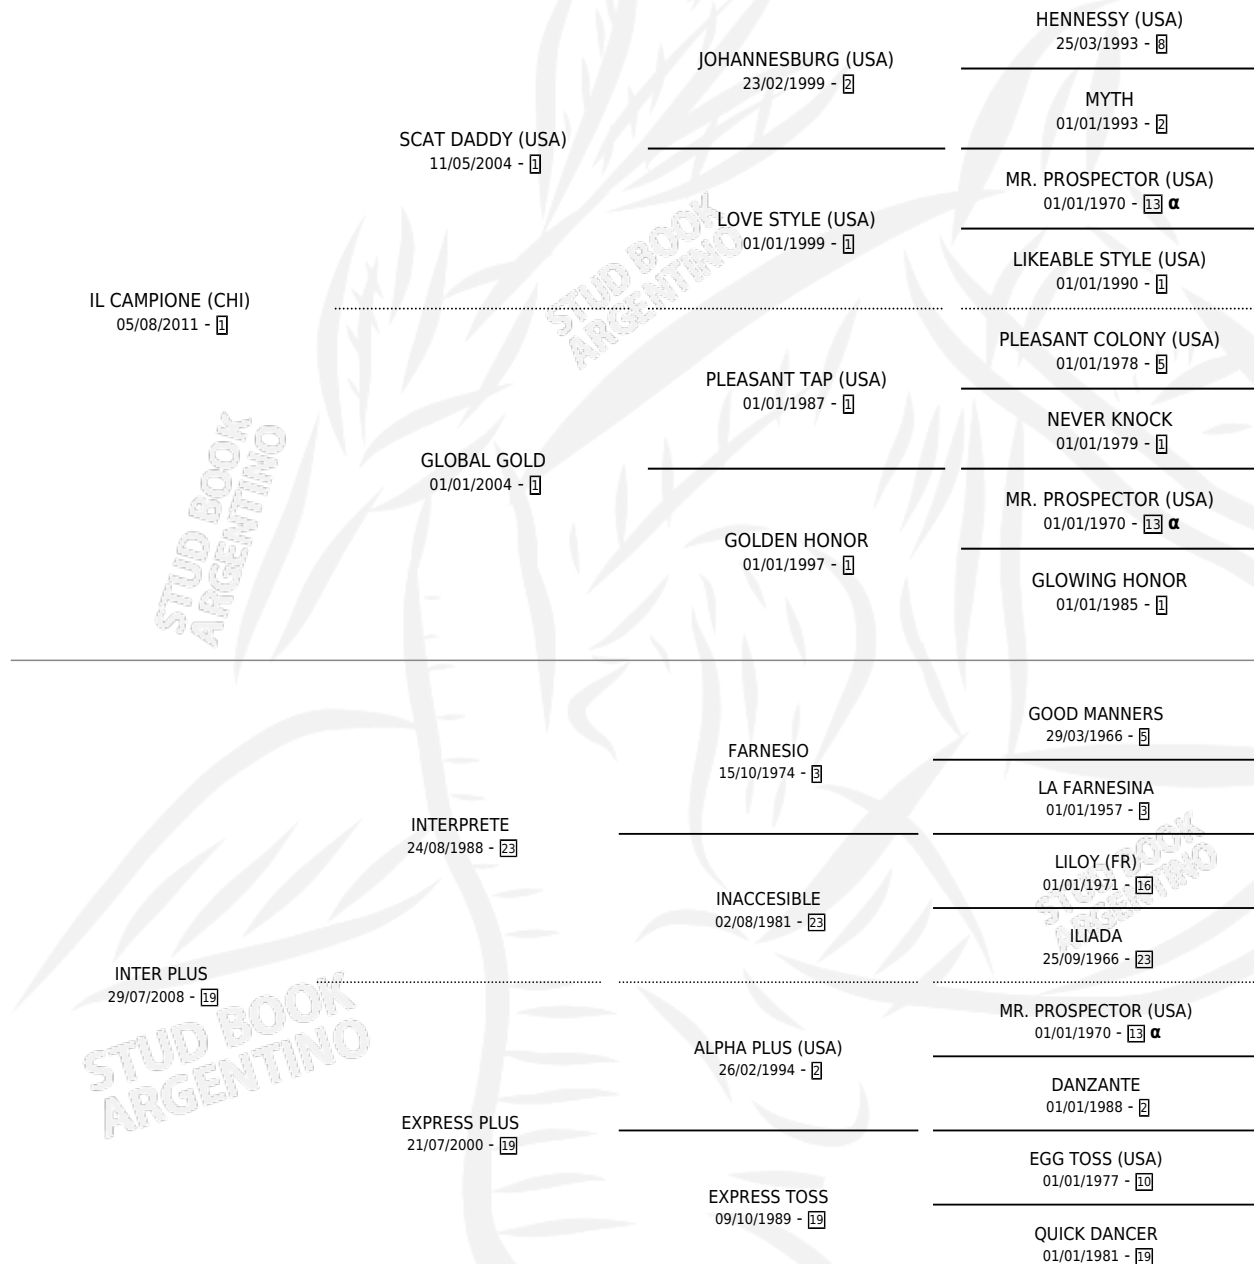 HENNESSY (USA)
25/03/1993 - 8
JOHANNESBURG (USA)
23/02/1999 - 2
MYTH
01/01/1993 - 2
SCAT DADDY (USA)
11/05/2004 - 1
MR. PROSPECTOR (USA)
01/01/1970 - 13 α
LOVE STYLE (USA)
01/01/1999 - 1
LIKEABLE STYLE (USA)
01/01/1990 - 1
IL CAMPIONE (CHI)
05/08/2011 - 1
PLEASANT COLONY (USA)
01/01/1978 - 5
PLEASANT TAP (USA)
01/01/1987 - 1
NEVER KNOCK
01/01/1979 - 1
GLOBAL GOLD
01/01/2004 - 1
MR. PROSPECTOR (USA)
01/01/1970 - 13 α
GOLDEN HONOR
01/01/1997 - 1
GLOWING HONOR
01/01/1985 - 1
GOOD MANNERS
29/03/1966 - 5
FARNESIO
15/10/1974 - 3
LA FARNESINA
01/01/1957 - 3
INTERPRETE
24/08/1988 - 23
LILOY (FR)
01/01/1971 - 16
INACCESIBLE
02/08/1981 - 23
ILIADA
25/09/1966 - 23
INTER PLUS
29/07/2008 - 19
MR. PROSPECTOR (USA)
01/01/1970 - 13 α
ALPHA PLUS (USA)
26/02/1994 - 2
DANZANTE
01/01/1988 - 2
EXPRESS PLUS
21/07/2000 - 19
EGG TOSS (USA)
01/01/1977 - 10
EXPRESS TOSS
09/10/1989 - 19
QUICK DANCER
01/01/1981 - 19
STUD BOOK
ARGENTINO
STUD BOOK
ARGENTINO
STUD BOOK
ARGENTINO
STUD BOOK
ARGENTINO